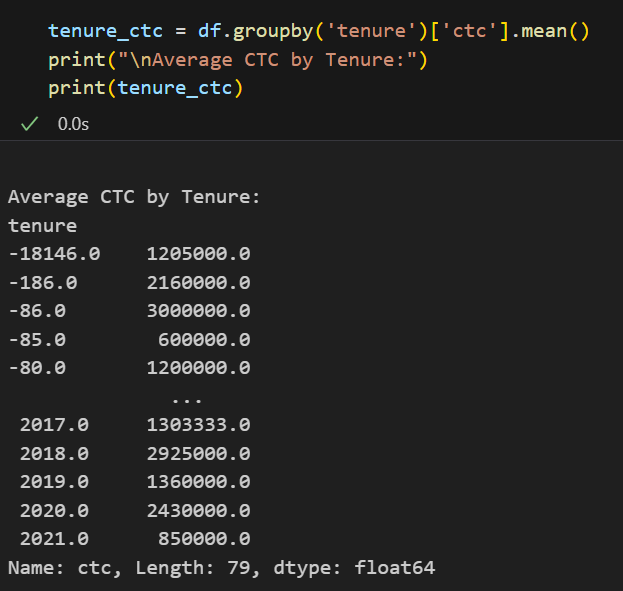 tenure_ctc = df.groupby('tenure')['ctc'].mean()
print("\nAverage CTC by Tenure:")
print(tenure_ctc)
0.0s
Average CTC by Tenure:
tenure
-18146.0    1205000.0
-186.0      2160000.0
-86.0       3000000.0
-85.0        600000.0
-80.0       1200000.0
...
2017.0     1303333.0
2018.0     2925000.0
2019.0     1360000.0
2020.0     2430000.0
2021.0      850000.0
Name: ctc, Length: 79, dtype: float64